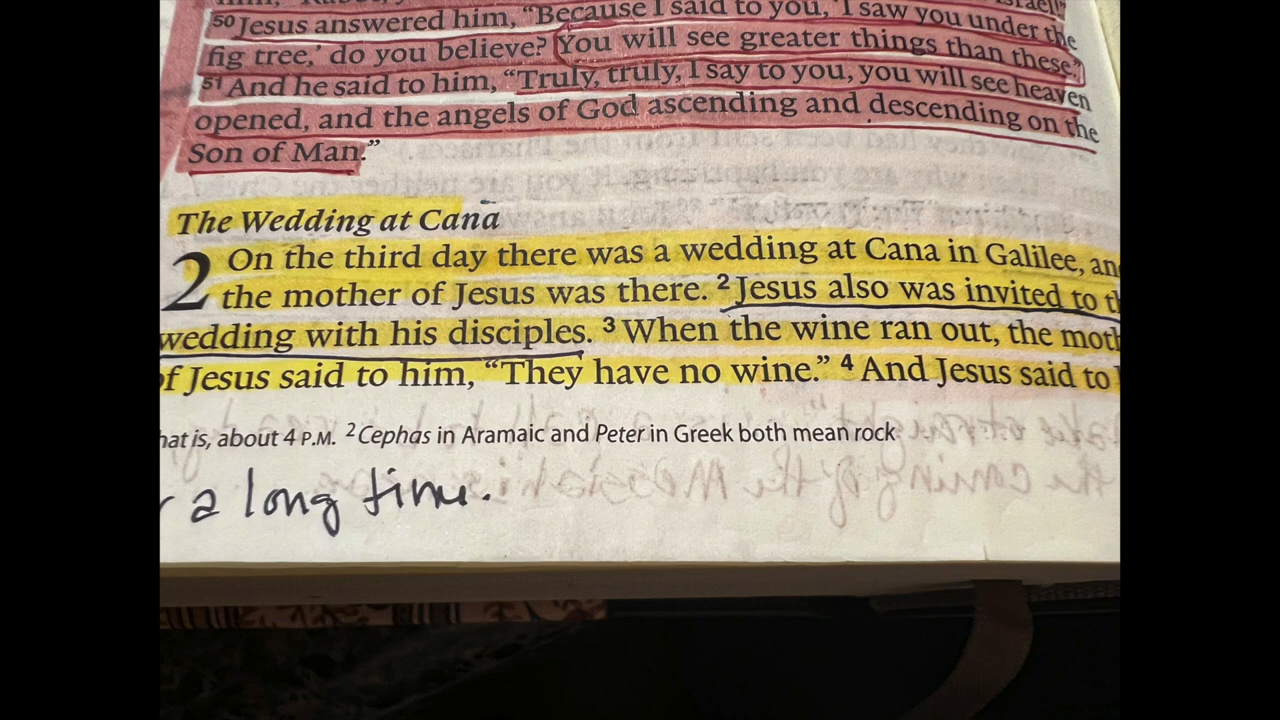 him, "Rabbi, y
Israel!"
50 Jesus answered him, "Because I said to you, 'I saw you under the
fig tree,' do you believe? You will see greater things than these."
51 And he said to him, "Truly, truly, I say to you, you will see heaven
opened, and the angels of God ascending and descending on the
Son of Man."
The Wedding at Cana
2 On the third day there was a wedding at Cana in Galilee, and
the mother of Jesus was there. 2 Jesus also was invited to th
wedding with his disciples. 3 When the wine ran out, the moth
of Jesus said to him, "They have no wine." 4 And Jesus said to
hat is, about 4 P.M. 2 Cephas in Aramaic and Peter in Greek both mean rock
a long time.